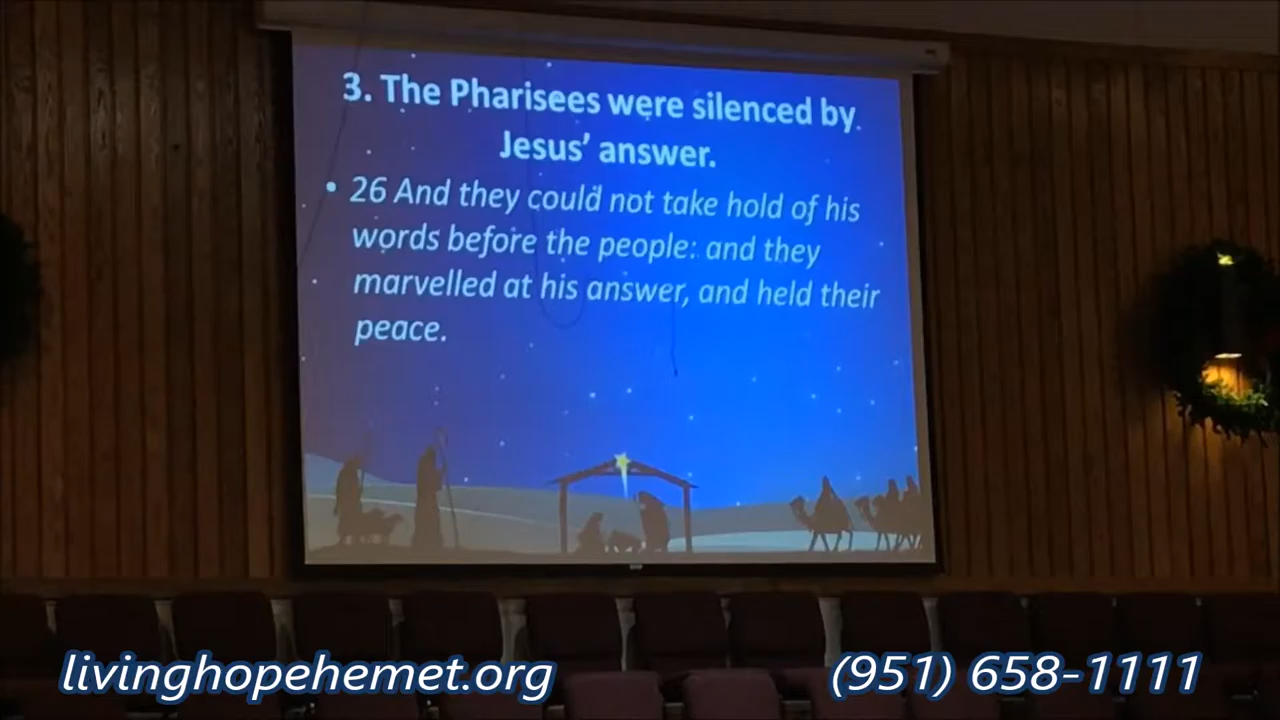 3. The Pharisees were silenced by
Jesus’ answer.
• 26 And they could not take hold of his
words before the people: and they
marvelled at his answer, and held their
peace.
livinghopehemet.org
(951) 658-1111